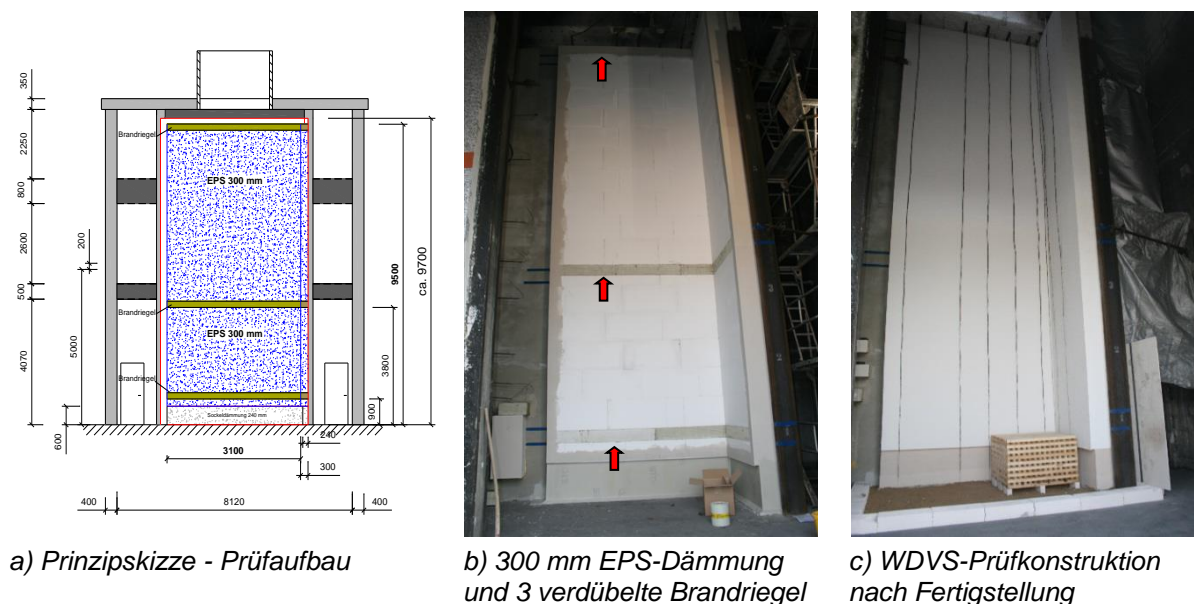 350
2250
800
2600
500
4070
200
5000
600
Brandriegel
EPS 300 mm
Brandriegel
EPS 300 mm
Brandriegel
Sockeldämmung 240 mm
9500
ca. 9700
3800
900
240
3100
300
400
8120
400
a) Prinzipskizze - Prüfaufbau
b) 300 mm EPS-Dämmung
und 3 verdübelte Brandriegel
c) WDVS-Prüfkonstruktion
nach Fertigstellung